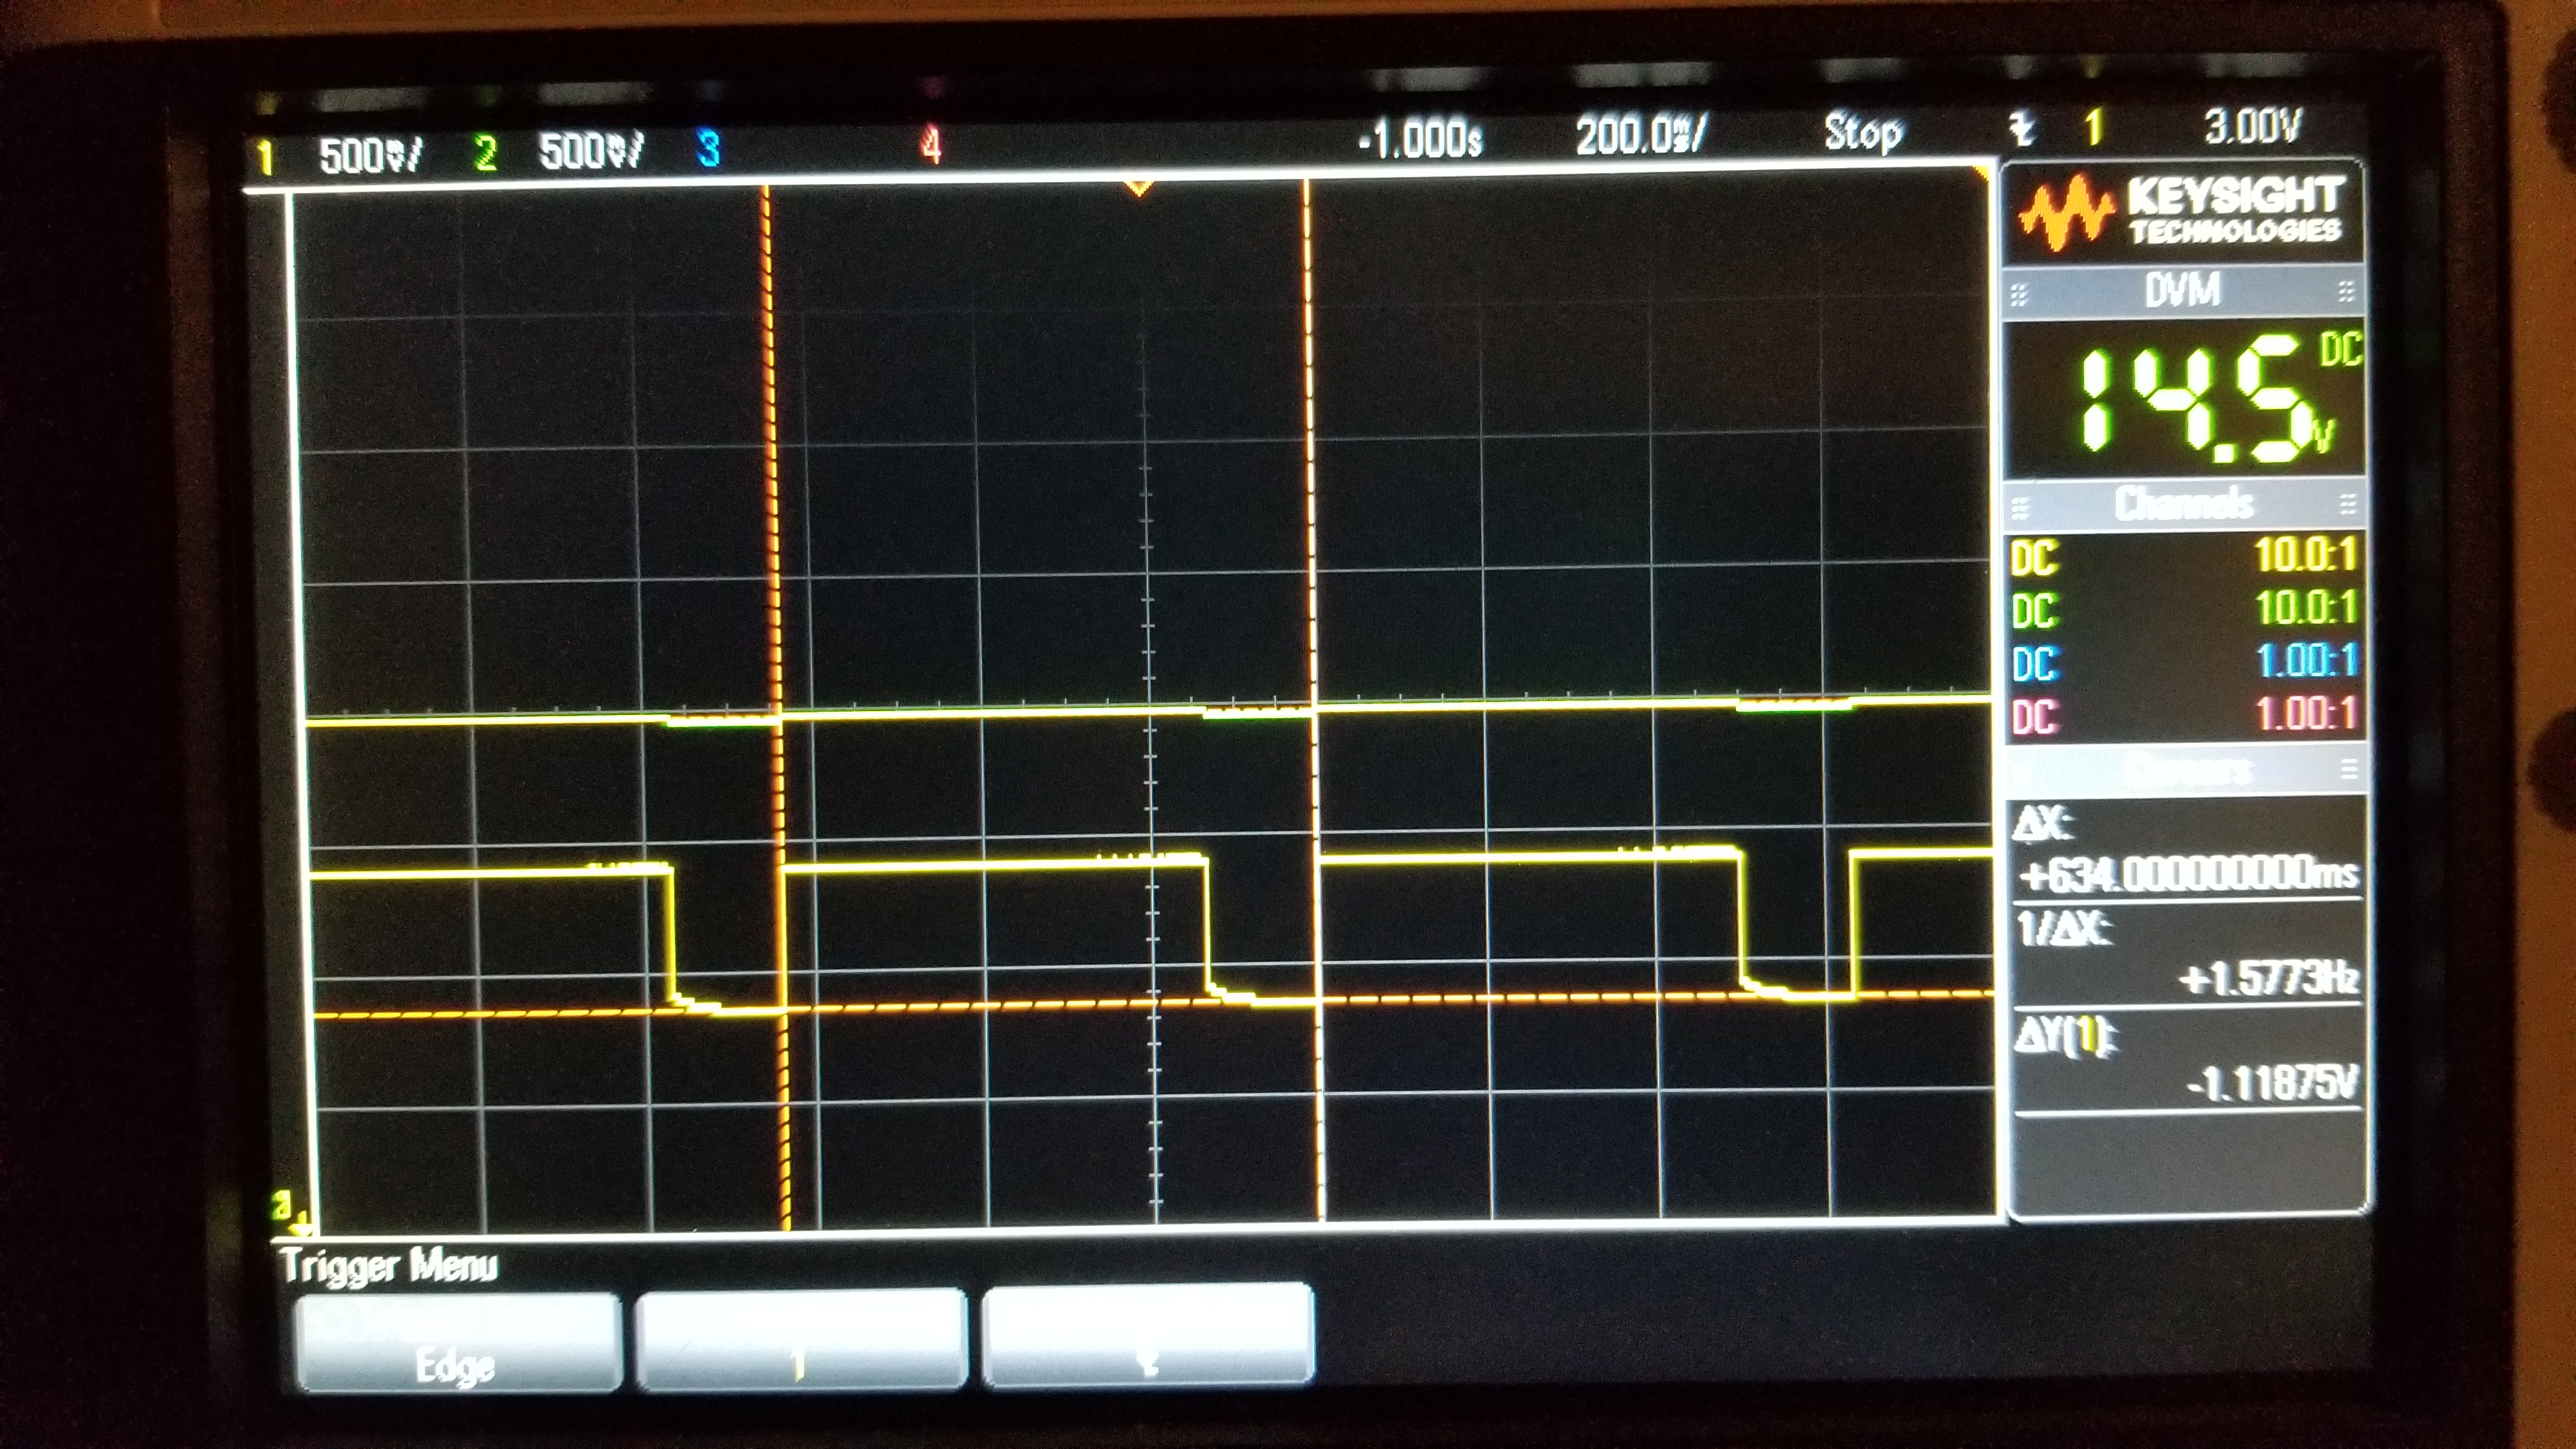 1 500mV/ 2 500mV/ 3 4 -1.000s 200.0ms/ Stop 1 3.00V
KEYSIGHT
TECHNOLOGIES
DVM
14.5 V DC
Channels
DC 10.0:1
DC 10.0:1
DC 1.00:1
DC 1.00:1
Cursors
ΔX:
+634.000000000ms
1/ΔX:
+1.5773Hz
ΔY(1):
-1.11875V
Trigger Menu
Edge
1